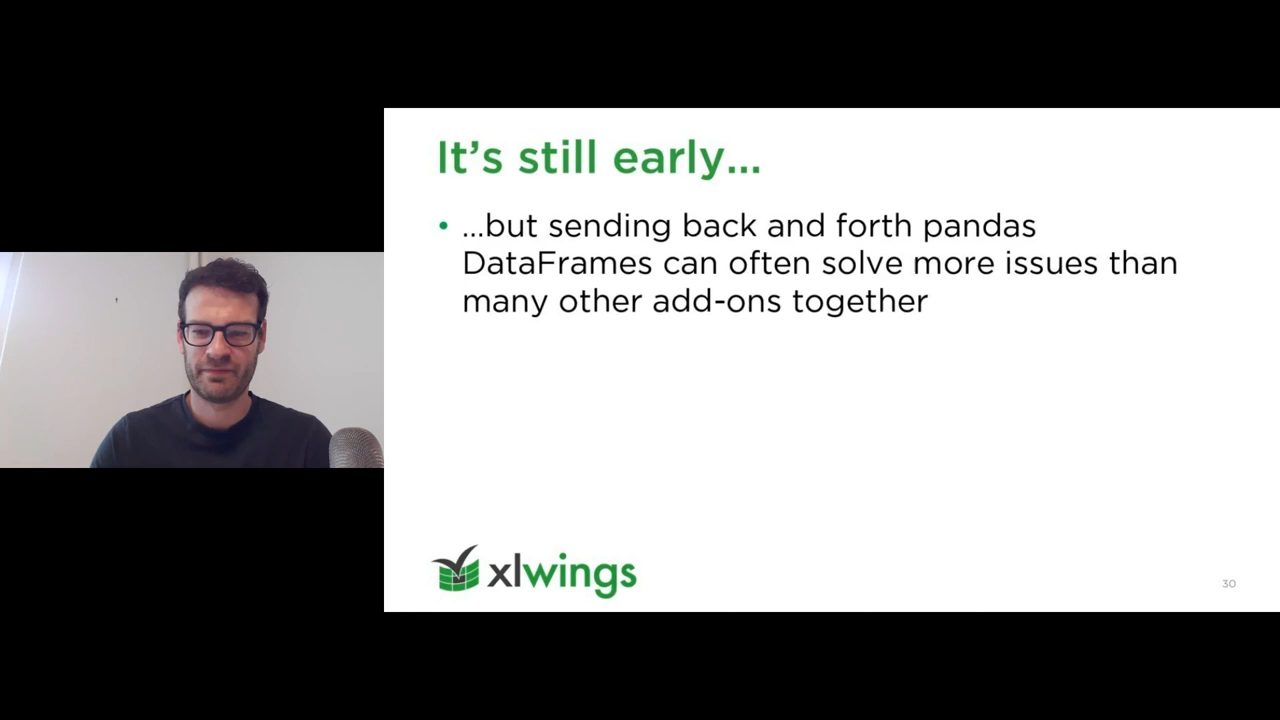 It’s still early…
• …but sending back and forth pandas
DataFrames can often solve more issues than
many other add-ons together
xlwings
30